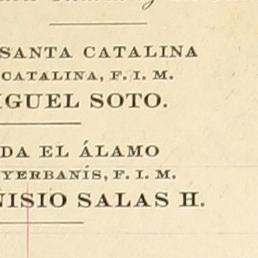 SANTA CATALINA
CATALINA, F. I. M.
IGUEL SOTO.
DA EL ÁLAMO
YERBANÍS, F. I. M.
NISIO SALAS H.